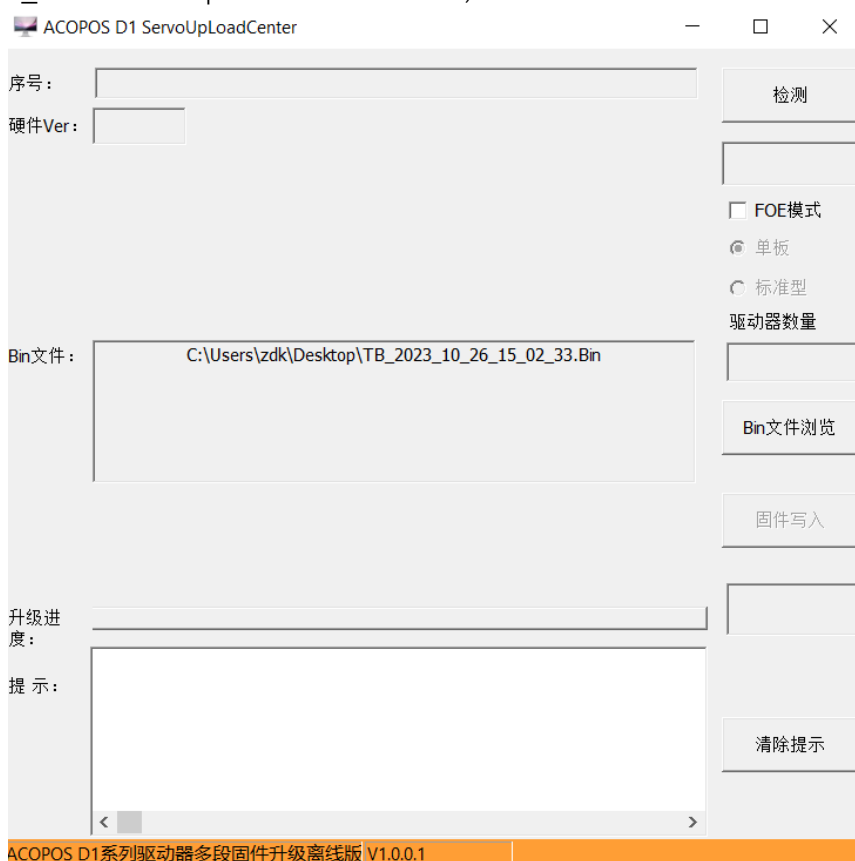 ACOPOS D1 ServoUpLoadCenter
序号：
检测
硬件Ver：
FOE模式
单板
标准型
驱动器数量
Bin文件：
C:\Users\zdk\Desktop\TB_2023_10_26_15_02_33.Bin
Bin文件浏览
固件写入
升级进
度：
提 示：
清除提示
ACOPOS D1系列驱动器多段固件升级离线版 V1.0.0.1